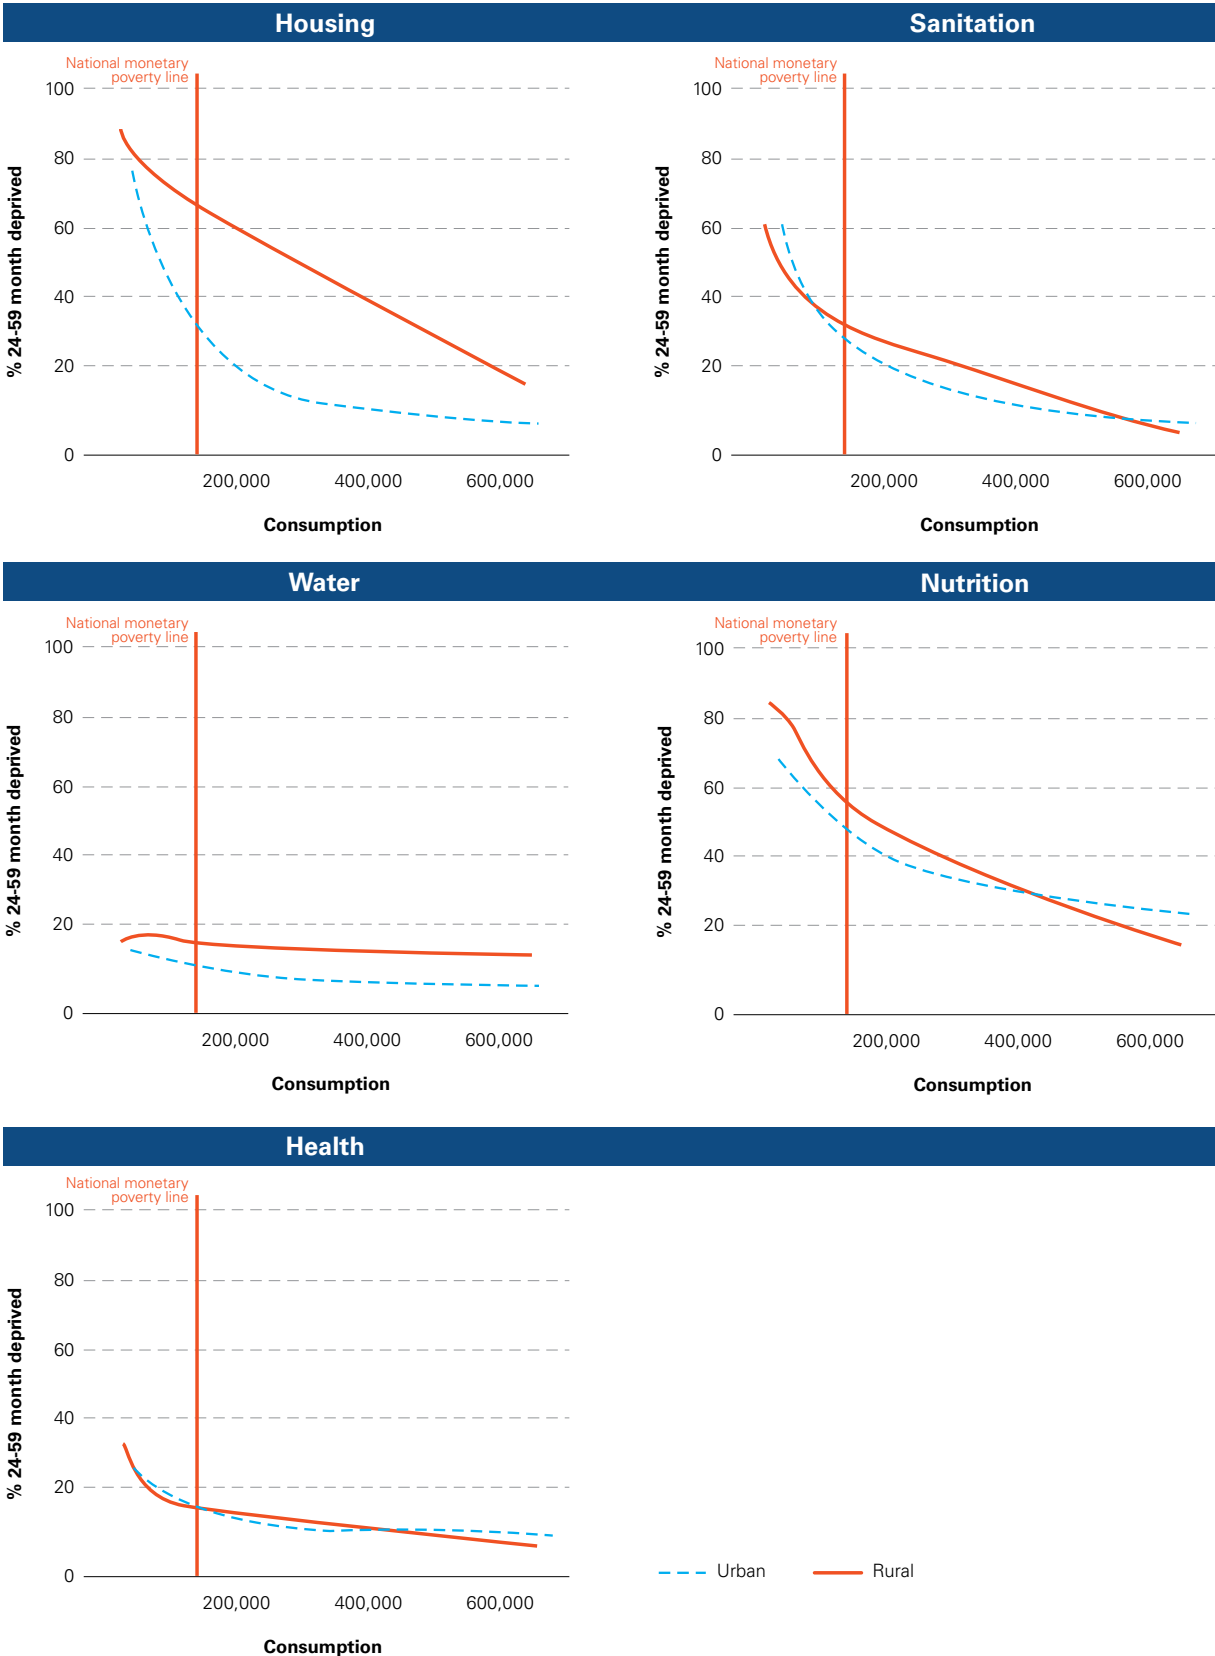 Housing
Sanitation
National monetary
poverty line
100
80
60
40
20
0
% 24-59 month deprived
200,000 400,000 600,000
Consumption
National monetary
poverty line
100
80
60
40
20
0
% 24-59 month deprived
200,000 400,000 600,000
Consumption
Water
Nutrition
National monetary
poverty line
100
80
60
40
20
0
% 24-59 month deprived
200,000 400,000 600,000
Consumption
National monetary
poverty line
100
80
60
40
20
0
% 24-59 month deprived
200,000 400,000 600,000
Consumption
Health
National monetary
poverty line
100
80
60
40
20
0
% 24-59 month deprived
200,000 400,000 600,000
Consumption
Urban Rural